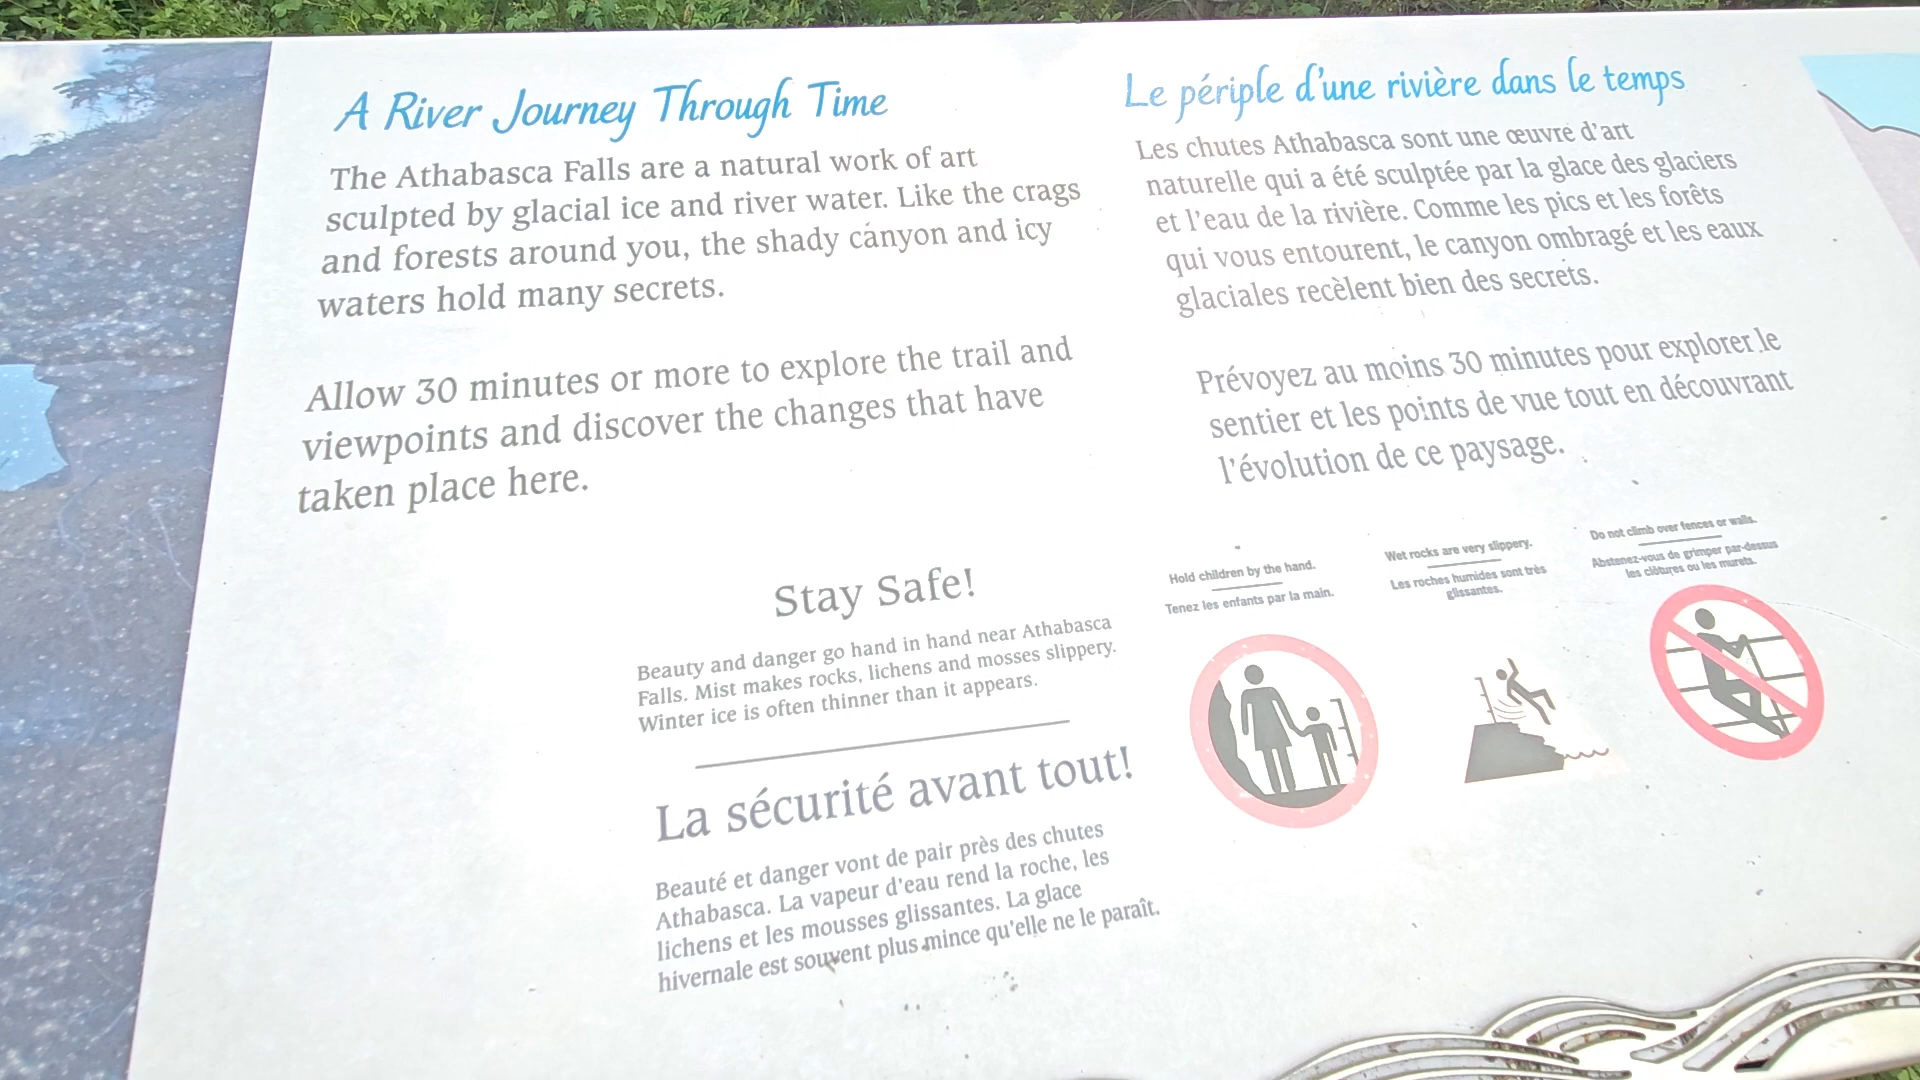 A River Journey Through Time
The Athabasca Falls are a natural work of art
sculpted by glacial ice and river water. Like the crags
and forests around you, the shady canyon and icy
waters hold many secrets.
Allow 30 minutes or more to explore the trail and
viewpoints and discover the changes that have
taken place here.
Le périple d'une rivière dans le temps
Les chutes Athabasca sont une œuvre d'art
naturelle qui a été sculptée par la glace des glaciers
et l'eau de la rivière. Comme les pics et les forêts
qui vous entourent, le canyon ombragé et les eaux
glaciales recèlent bien des secrets.
Prévoyez au moins 30 minutes pour explorer le
sentier et les points de vue tout en découvrant
l'évolution de ce paysage.
Stay Safe!
Beauty and danger go hand in hand near Athabasca
Falls. Mist makes rocks, lichens and mosses slippery.
Winter ice is often thinner than it appears.
La sécurité avant tout!
Beauté et danger vont de pair près des chutes
Athabasca. La vapeur d'eau rend la roche, les
lichens et les mousses glissantes. La glace
hivernale est souvent plus mince qu'elle ne le paraît.
Hold children by the hand.
Tenez les enfants par la main.
Wet rocks are very slippery.
Les roches humides sont très
glissantes.
Do not climb over fences or walls.
Abstenez-vous de grimper par-dessus
les clôtures ou les murets.